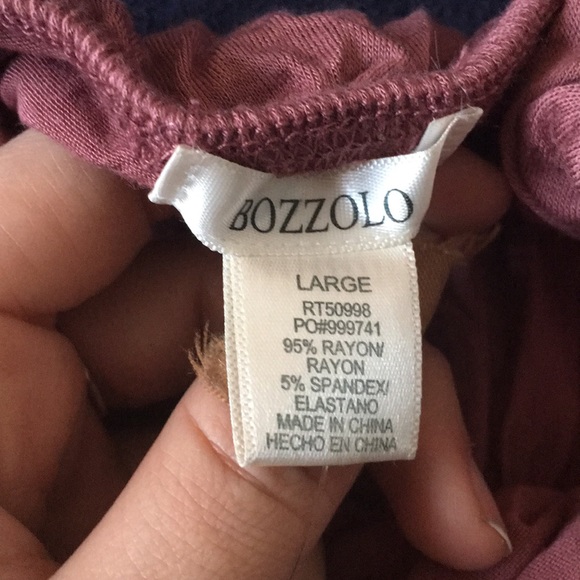 BOZZOLO
LARGE
RT50998
PO#999741
95% RAYON/
RAYON
5% SPANDEX/
ELASTANO
MADE IN CHINA
HECHO EN CHINA